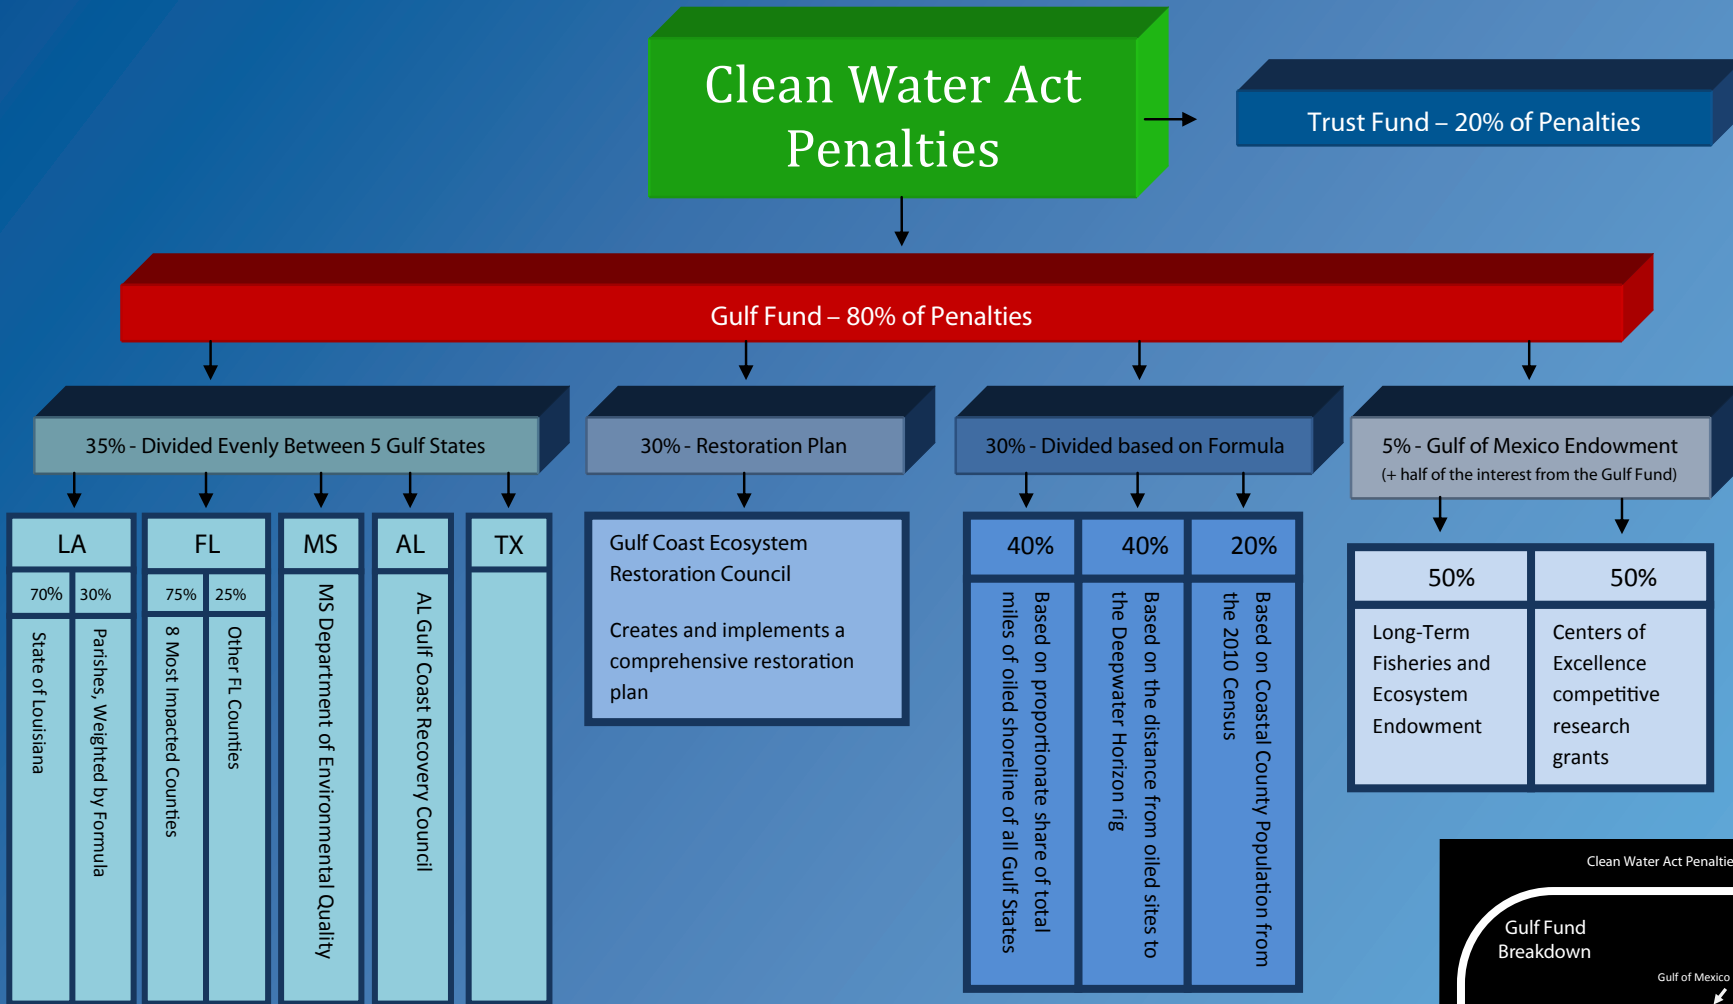 Clean Water Act
Penalties
Trust Fund – 20% of Penalties
Gulf Fund – 80% of Penalties
35% - Divided Evenly Between 5 Gulf States
30% - Restoration Plan
30% - Divided based on Formula
5% - Gulf of Mexico Endowment
(+ half of the interest from the Gulf Fund)
LA
70%
30%
State of Louisiana
Parishes, Weighted by Formula
FL
75%
25%
8 Most Impacted Counties
Other FL Counties
MS
MS Department of Environmental Quality
AL
AL Gulf Coast Recovery Council
TX
Gulf Coast Ecosystem
Restoration Council
Creates and implements a
comprehensive restoration
plan
40%
Based on proportionate share of total
miles of oiled shoreline of all Gulf States
40%
Based on the distance from oiled sites to
the Deepwater Horizon rig
20%
Based on Coastal County Population from
the 2010 Census
50%
Long-Term
Fisheries and
Ecosystem
Endowment
50%
Centers of
Excellence
competitive
research
grants
Clean Water Act Penaltie
Gulf Fund
Breakdown
Gulf of Mexico